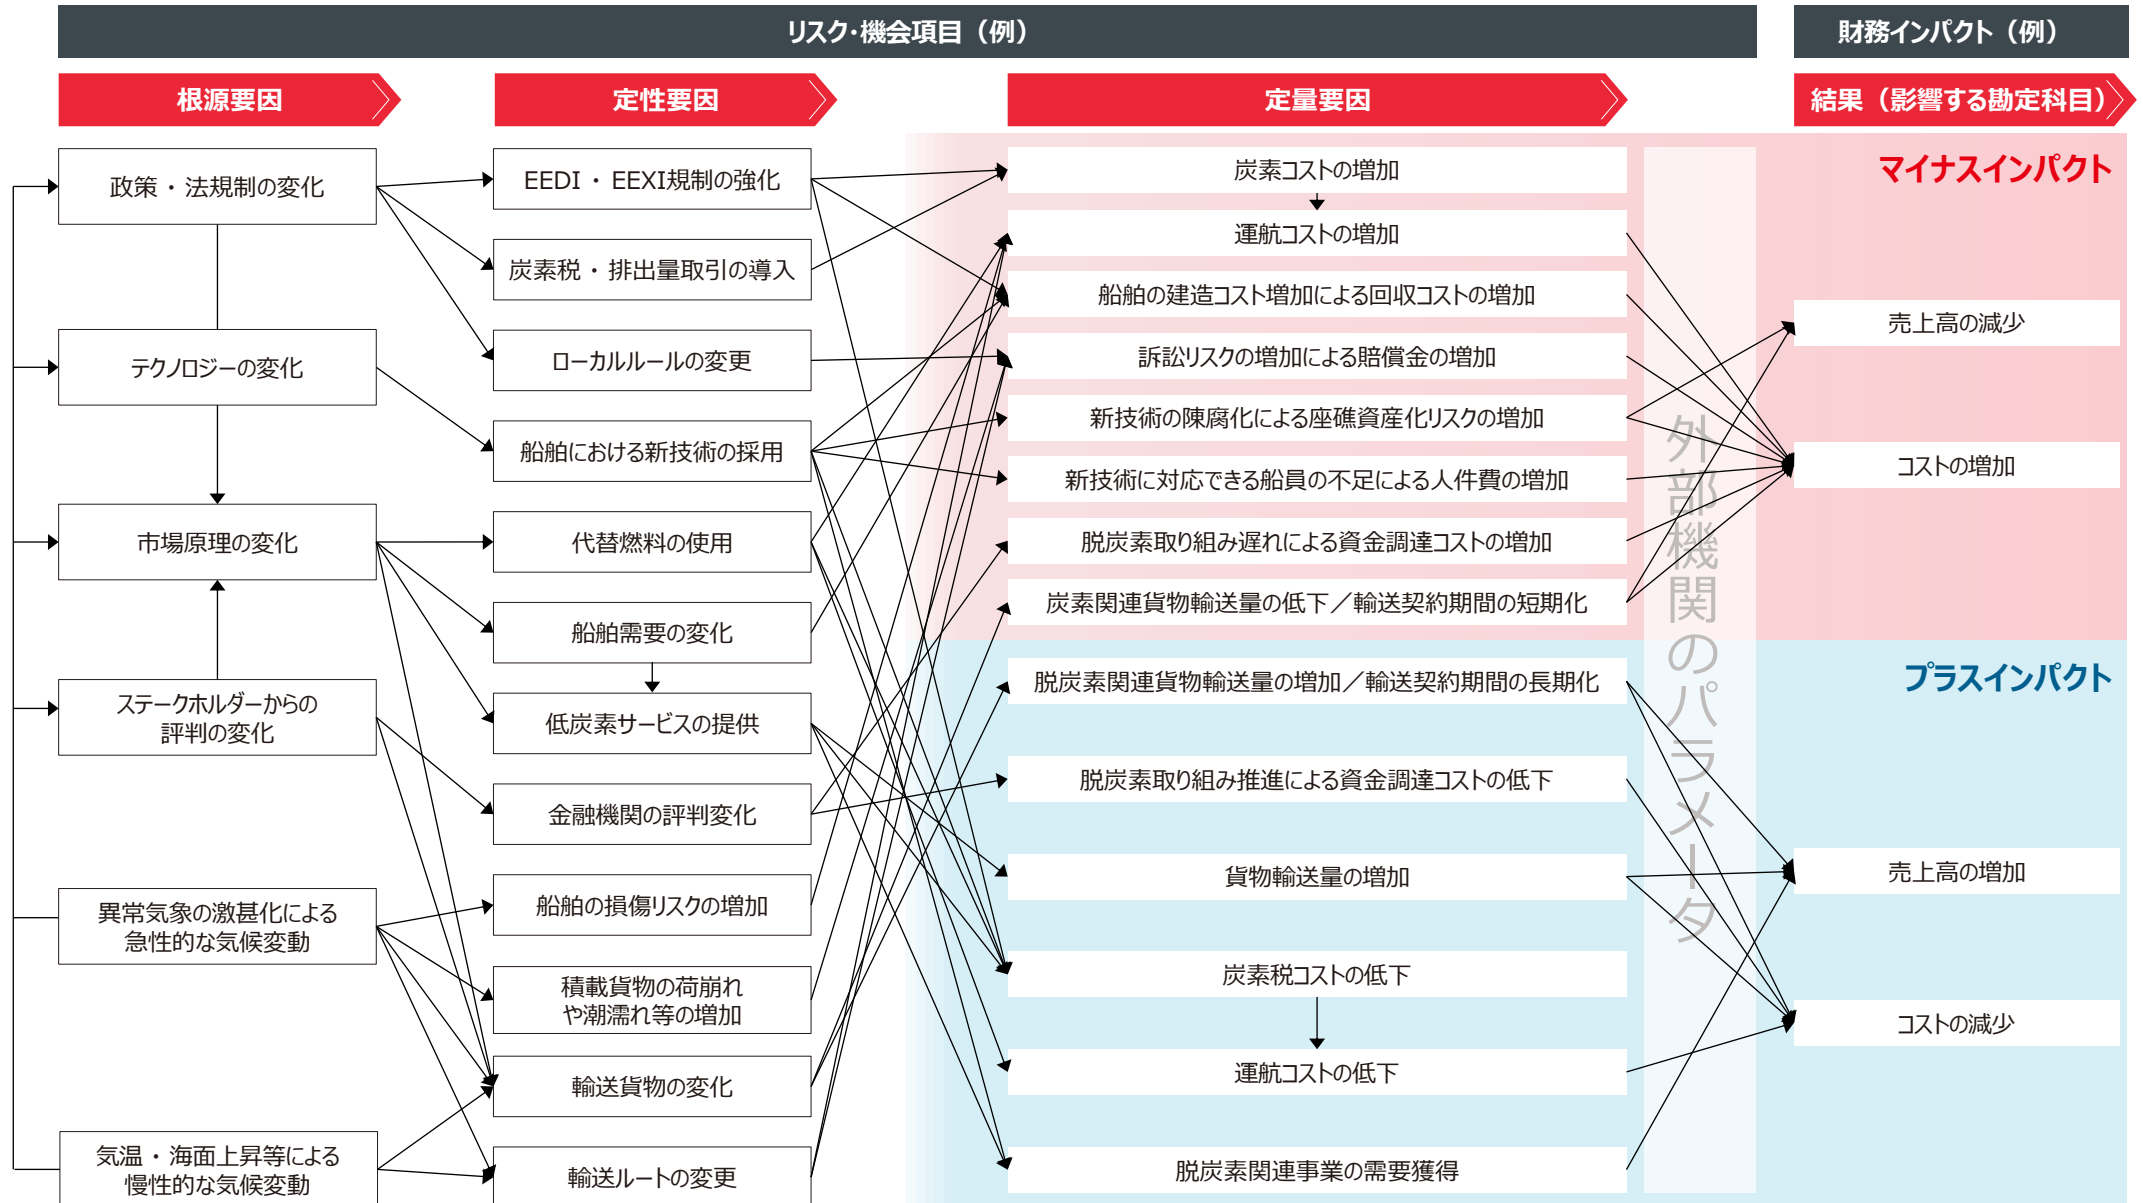 リスク・機会項目（例）
財務インパクト（例）
根源要因
定性要因
定量要因
結果（影響する勘定科目）
政策・法規制の変化
テクノロジーの変化
市場原理の変化
ステークホルダーからの
評判の変化
異常気象の激甚化による
急性的な気候変動
気温・海面上昇等による
慢性的な気候変動
EEDI・EEXI規制の強化
炭素税・排出量取引の導入
ローカルルールの変更
船舶における新技術の採用
代替燃料の使用
船舶需要の変化
低炭素サービスの提供
金融機関の評判変化
船舶の損傷リスクの増加
積載貨物の荷崩れ
や潮濡れ等の増加
輸送貨物の変化
輸送ルートの変更
炭素コストの増加
運航コストの増加
船舶の建造コスト増加による回収コストの増加
訴訟リスクの増加による賠償金の増加
新技術の陳腐化による座礁資産化リスクの増加
新技術に対応できる船員の不足による人件費の増加
脱炭素取り組み遅れによる資金調達コストの増加
炭素関連貨物輸送量の低下／輸送契約期間の短期化
脱炭素関連貨物輸送量の増加／輸送契約期間の長期化
脱炭素取り組み推進による資金調達コストの低下
貨物輸送量の増加
炭素税コストの低下
運航コストの低下
脱炭素関連事業の需要獲得
外部機関のパラメータ
マイナスインパクト
売上高の減少
コストの増加
プラスインパクト
売上高の増加
コストの減少